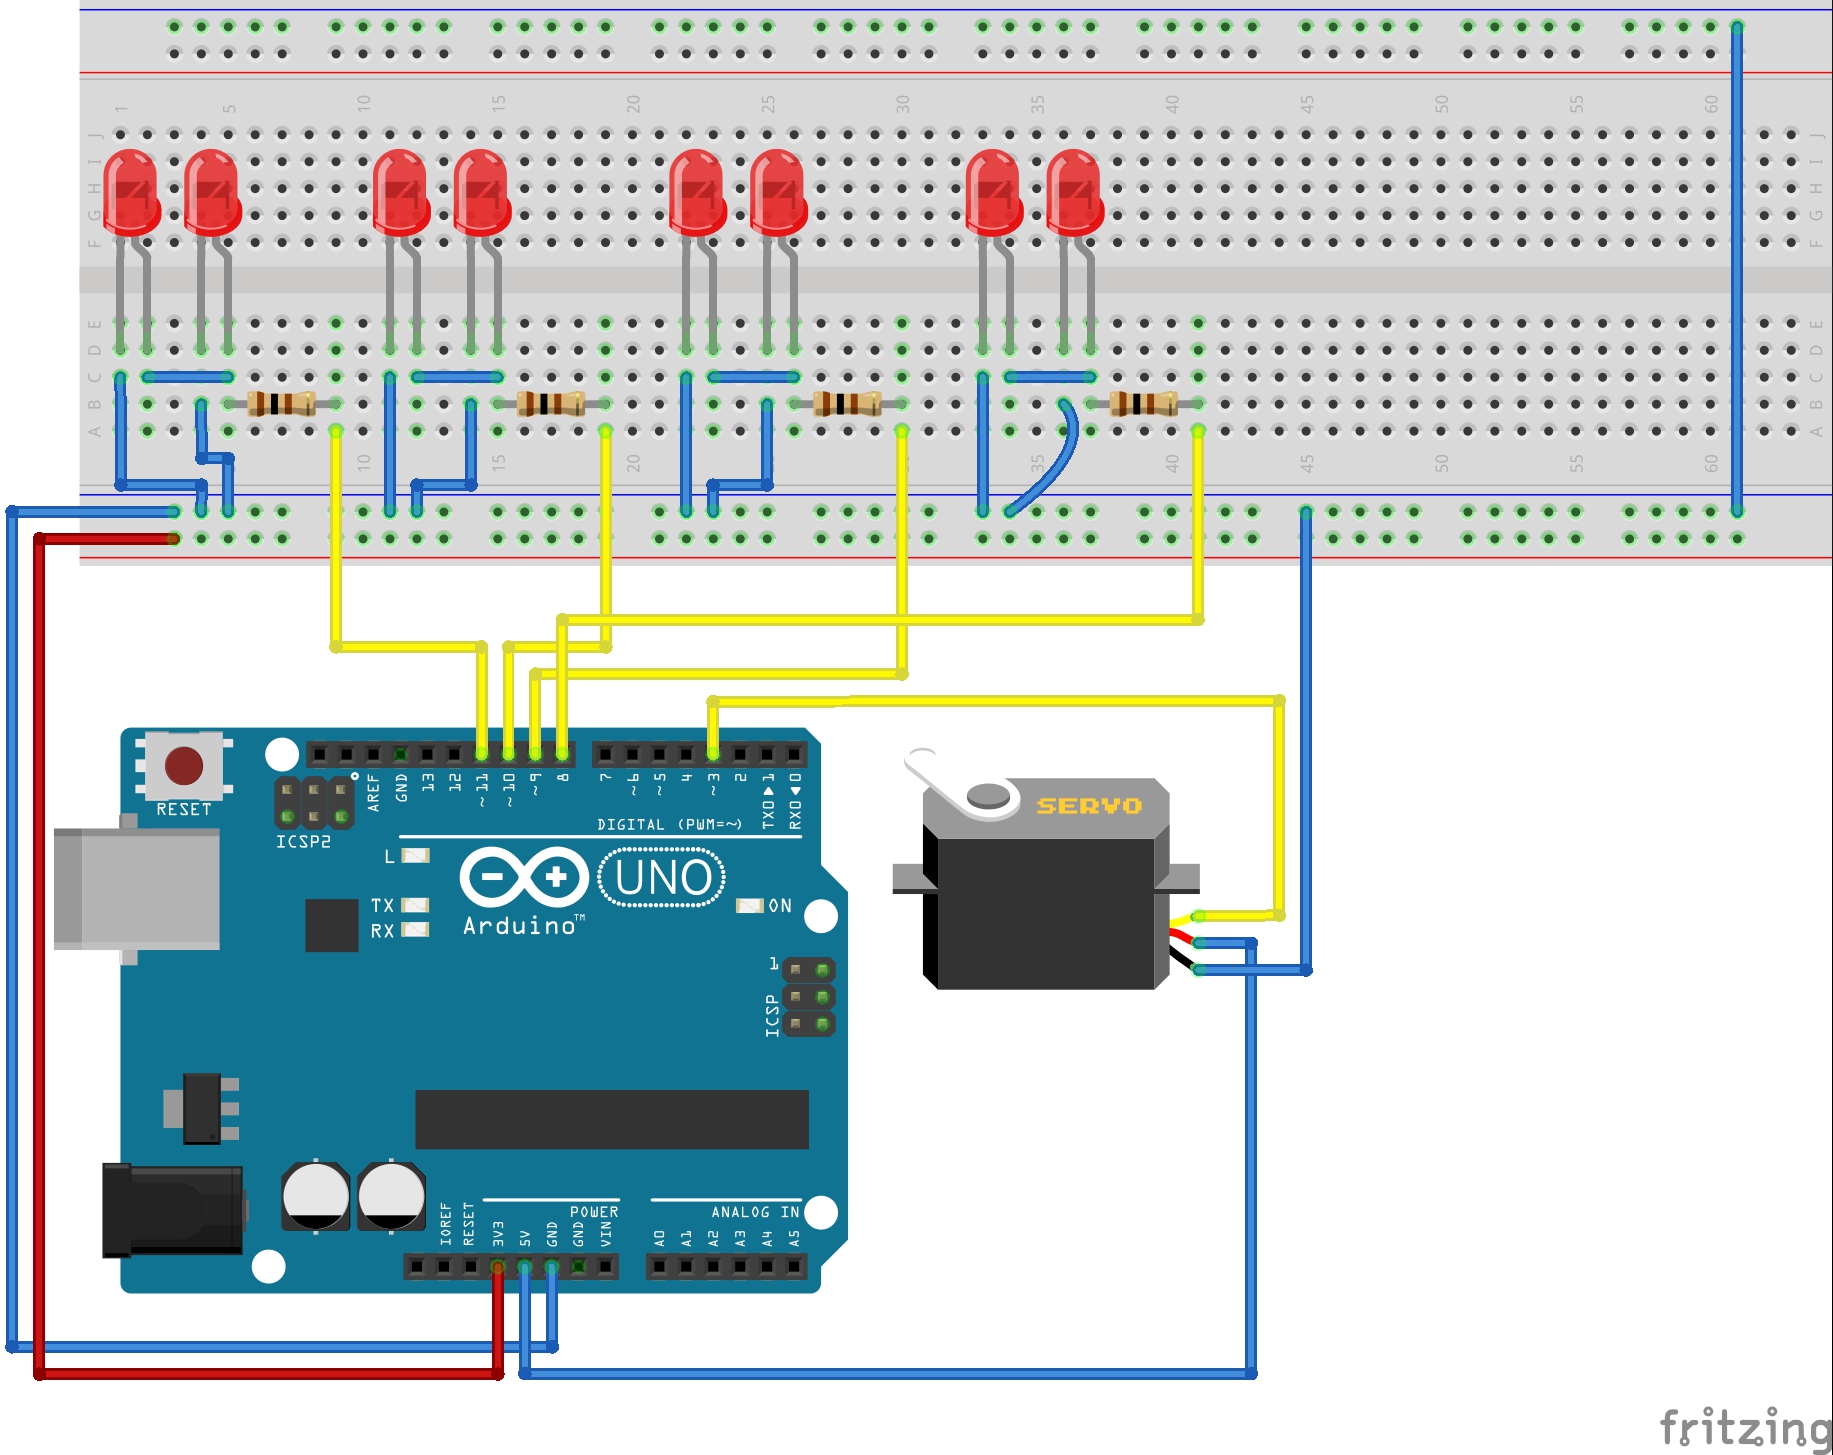 1 5 10 15 20 25 30 35 40 45 50 55 60
J J
I I
H H
G G
F F
E E
D D
C C
B B
A A
10 15 20 35 45 50 55 60
RESET
ICSP2
AREF
GND
13
12
~11
~10
~9
8
7
~6
~5
4
~3
2
TX0 ▶ 1
RX0 ◀ 0
DIGITAL (PWM=~)
L
TX
RX
UNO
Arduino™
ON
1
ICSP
SERVO
IOREF
RESET
3V3
5V
GND
GND
VIN
POWER
A0
A1
A2
A3
A4
A5
ANALOG IN
fritzing